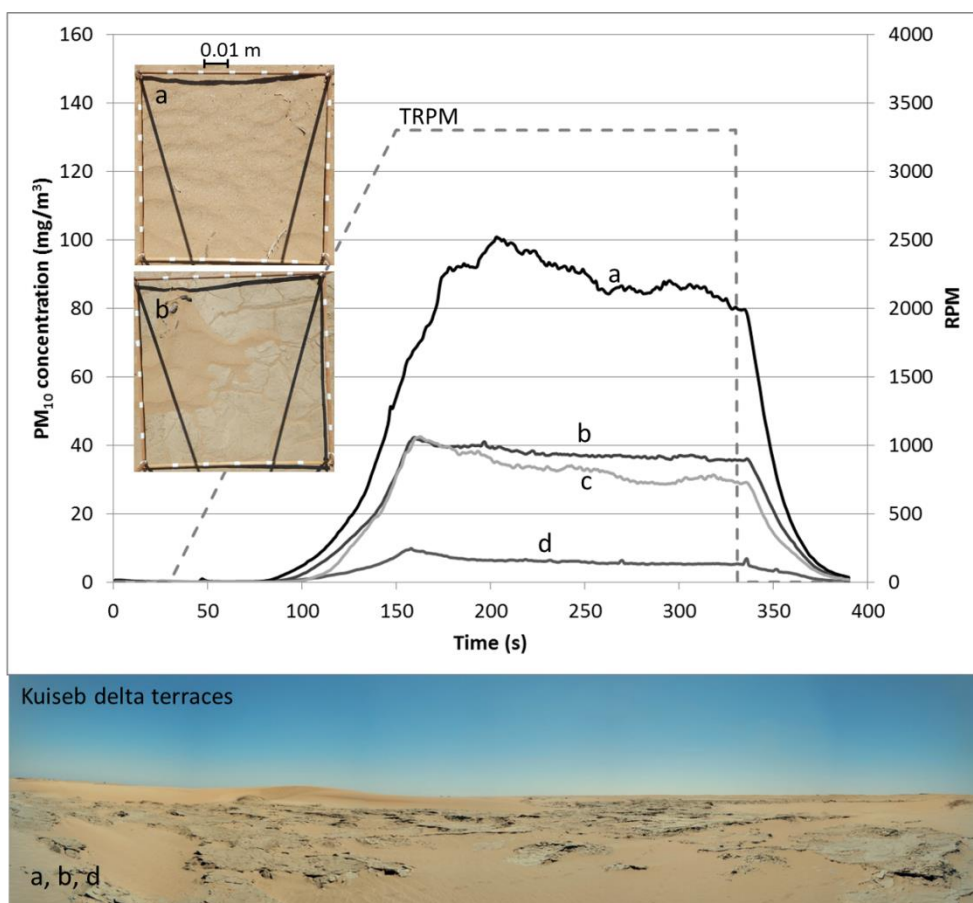 160
140
120
100
80
60
40
20
0
PM10 concentration (mg/m³)
0.01 m
a
b
TRPM
a
b
c
d
4000
3500
3000
2500
2000
1500
1000
500
0
RPM
0 50 100 150 200 250 300 350 400
Time (s)
Kuiseb delta terraces
a, b, d